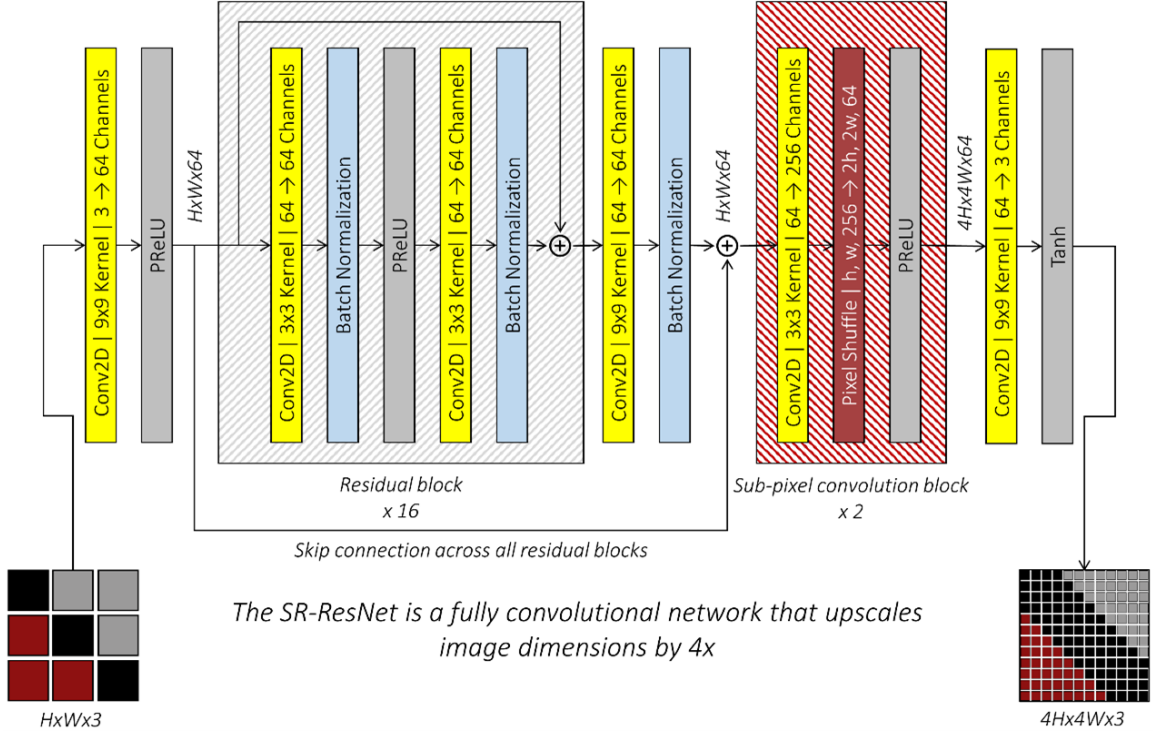 Conv2D | 9x9 Kernel | 3 → 64 Channels
PReLU
HxWx64
Conv2D | 3x3 Kernel | 64 → 64 Channels
Batch Normalization
PReLU
Conv2D | 3x3 Kernel | 64 → 64 Channels
Batch Normalization
Conv2D | 9x9 Kernel | 64 → 64 Channels
Batch Normalization
HxWx64
Conv2D | 3x3 Kernel | 64 → 256 Channels
Pixel Shuffle | h, w, 256 → 2h, 2w, 64
PReLU
4Hx4Wx64
Conv2D | 9x9 Kernel | 64 → 3 Channels
Tanh
Residual block
x 16
Sub-pixel convolution block
x 2
Skip connection across all residual blocks
The SR-ResNet is a fully convolutional network that upscales
image dimensions by 4x
HxWx3
4Hx4Wx3